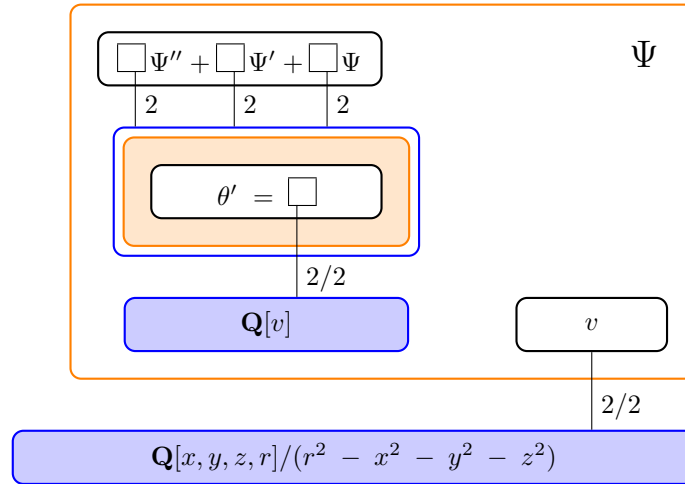 □Ψ′′ + □Ψ′ + □Ψ
Ψ
2 2 2
θ′ = □
2/2
Q[v]
v
2/2
Q[x, y, z, r]/(r² − x² − y² − z²)